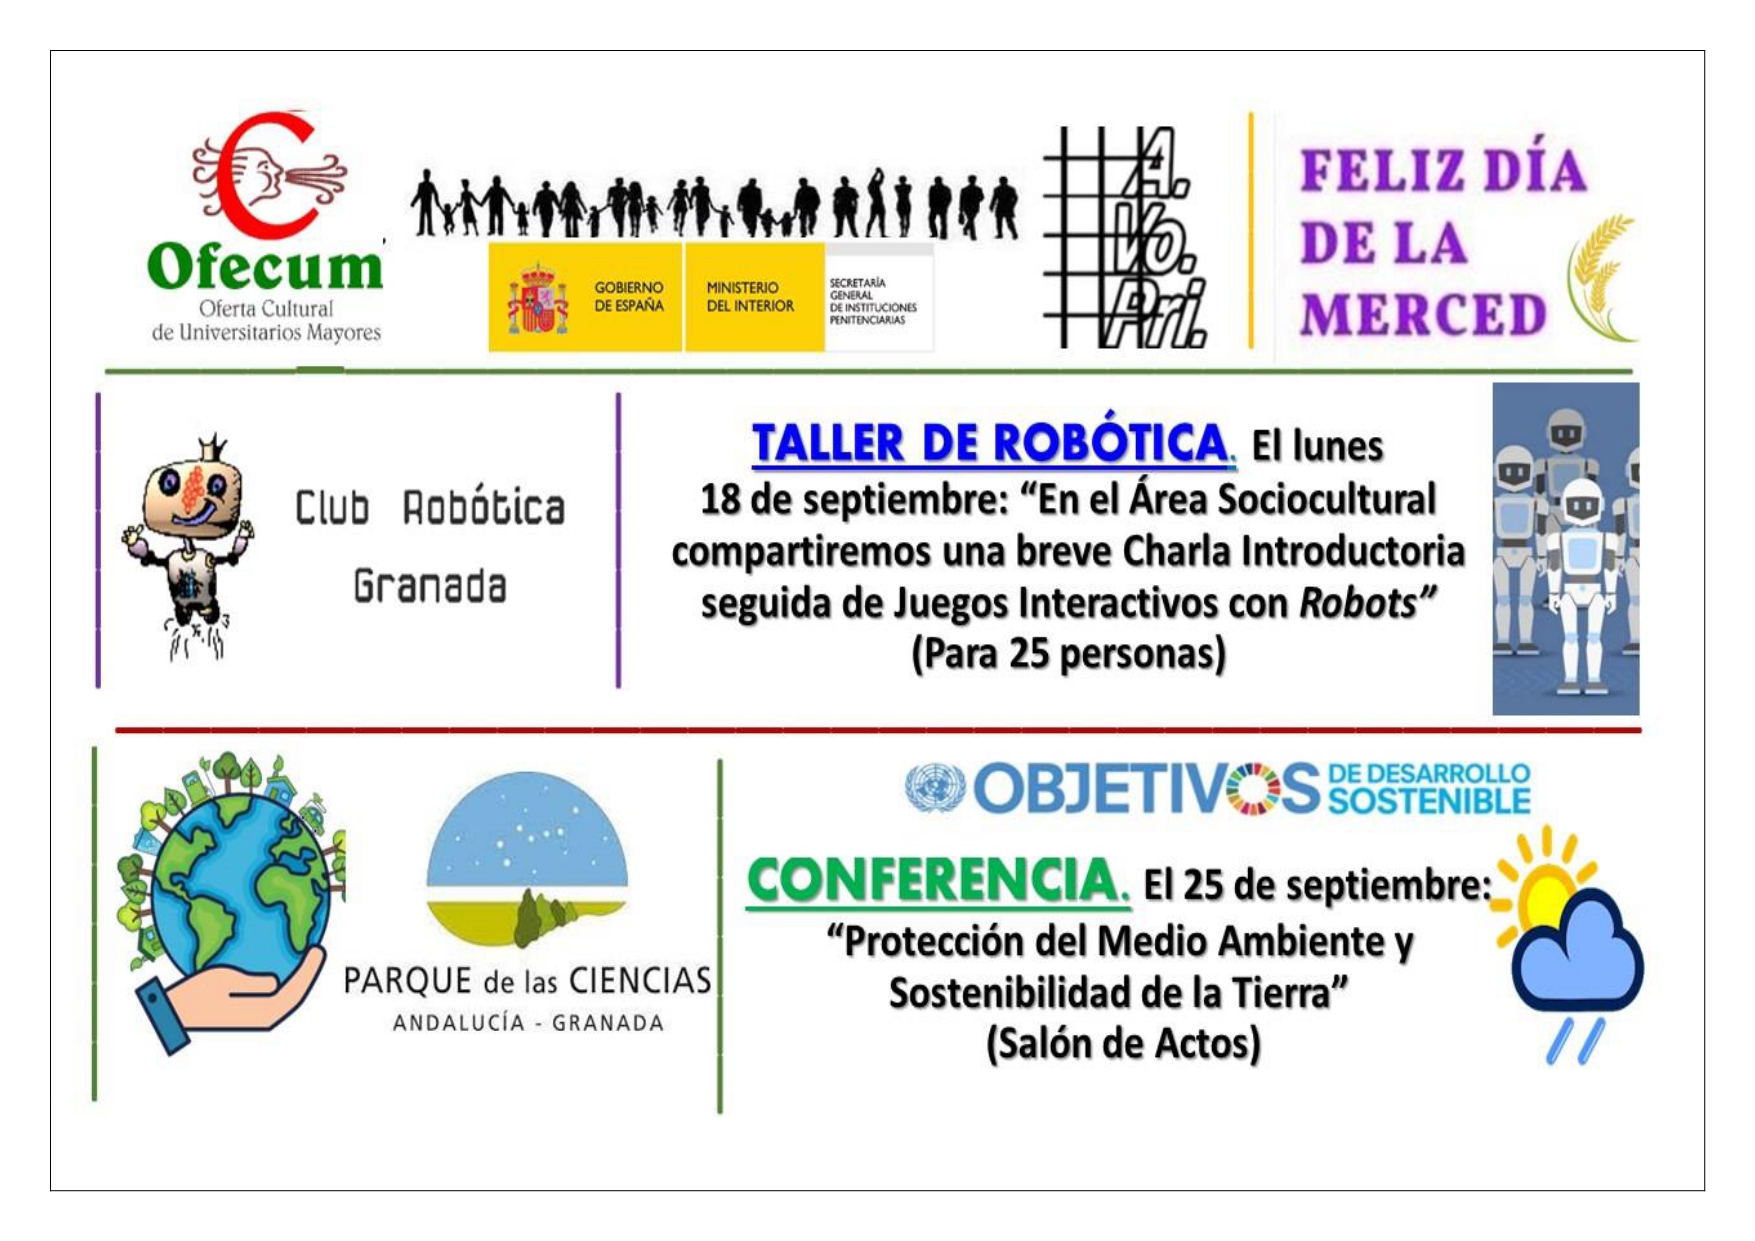 Ofecum
Oferta Cultural
de Universitarios Mayores
GOBIERNO
DE ESPAÑA
MINISTERIO
DEL INTERIOR
SECRETARÍA
GENERAL
DE INSTITUCIONES
PENITENCIARIAS
A.
Vo.
Pri.
FELIZ DÍA
DE LA
MERCED
Club Robótica
Granada
TALLER DE ROBÓTICA. El lunes
18 de septiembre: “En el Área Sociocultural
compartiremos una breve Charla Introductoria
seguida de Juegos Interactivos con Robots”
(Para 25 personas)
PARQUE de las CIENCIAS
ANDALUCÍA - GRANADA
OBJETIVOS DE DESARROLLO
SOSTENIBLE
CONFERENCIA. El 25 de septiembre:
“Protección del Medio Ambiente y
Sostenibilidad de la Tierra”
(Salón de Actos)